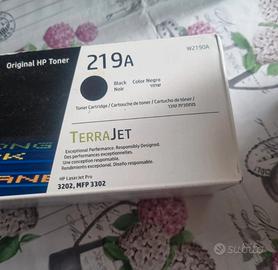 Original HP Toner
219A
W2190A
Black Color Negro
Noir שחור
Toner Cartridge / Cartouche de toner / Cartucho de tóner /
TERRAJET
Exceptional Performance. Responsibly Designed.
Des performances exceptionnelles.
Une conception responsable.
Rendimiento excepcional. Diseño responsable.
HP LaserJet Pro
3202, MFP 3302
subito